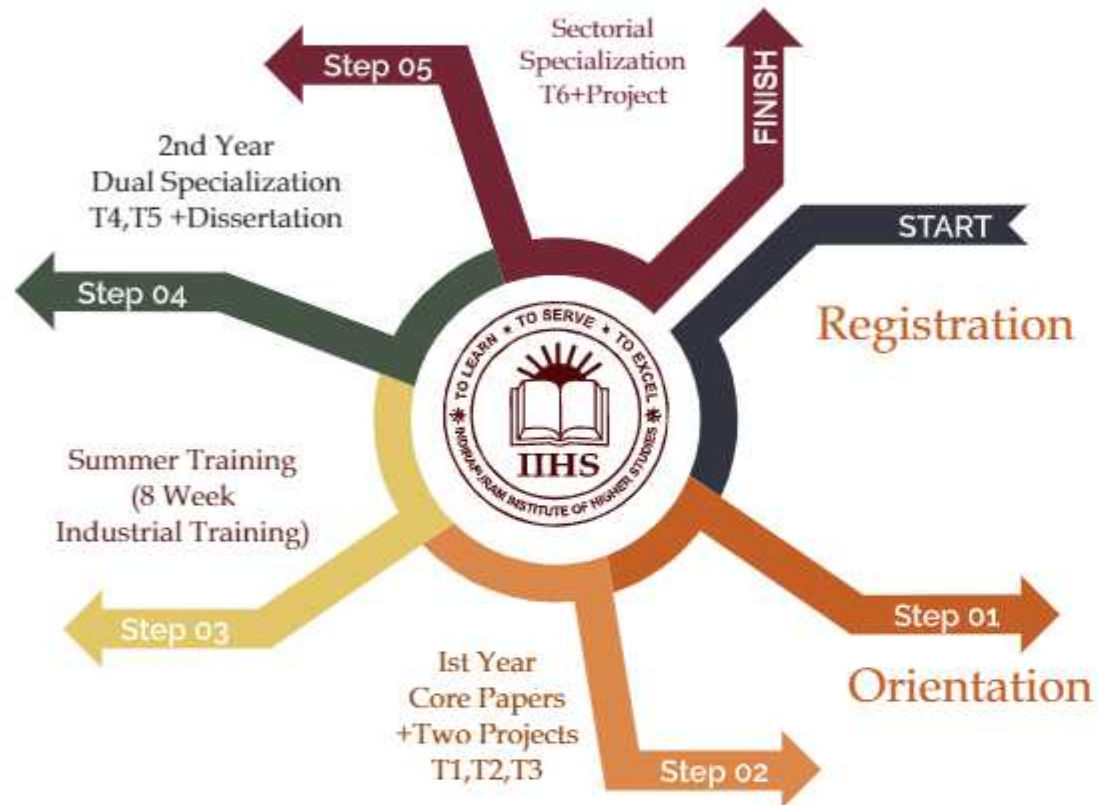 START
Registration
Step 01
Orientation
Step 02
Ist Year
Core Papers
+Two Projects
T1,T2,T3
Step 03
Summer Training
(8 Week
Industrial Training)
Step 04
2nd Year
Dual Specialization
T4,T5 +Dissertation
Step 05
Sectorial
Specialization
T6+Project
FINISH
TO LEARN ★ TO SERVE ★ TO EXCEL
IIHS
INDIRAPURAM INSTITUTE OF HIGHER STUDIES